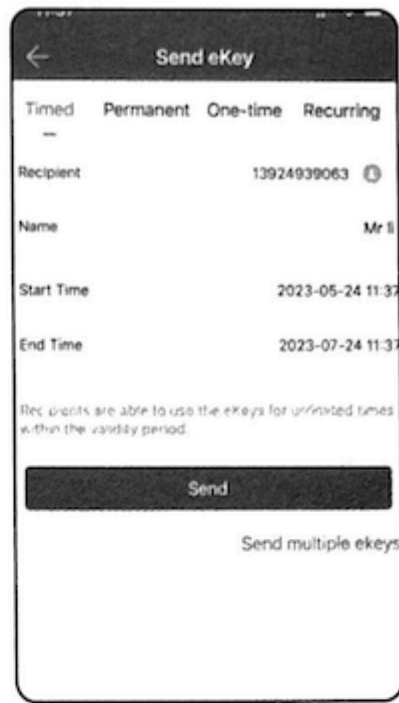 Send eKey
Timed Permanent One-time Recurring
Recipient 13924939063
Name Mr li
Start Time 2023-05-24 11:37
End Time 2023-07-24 11:37
Recipients are able to use the eKeys for unlimited times
within the validity period.
Send
Send multiple ekeys